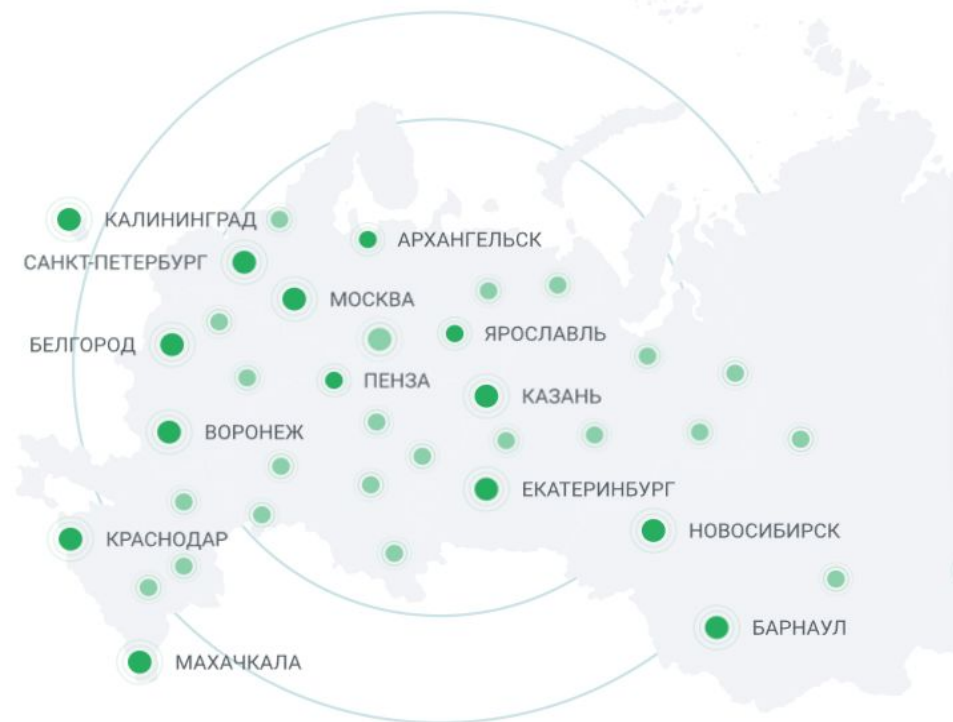 КАЛИНИНГРАД
АРХАНГЕЛЬСК
САНКТ-ПЕТЕРБУРГ
МОСКВА
ЯРОСЛАВЛЬ
БЕЛГОРОД
ПЕНЗА
КАЗАНЬ
ВОРОНЕЖ
ЕКАТЕРИНБУРГ
НОВОСИБИРСК
КРАСНОДАР
БАРНАУЛ
МАХАЧКАЛА